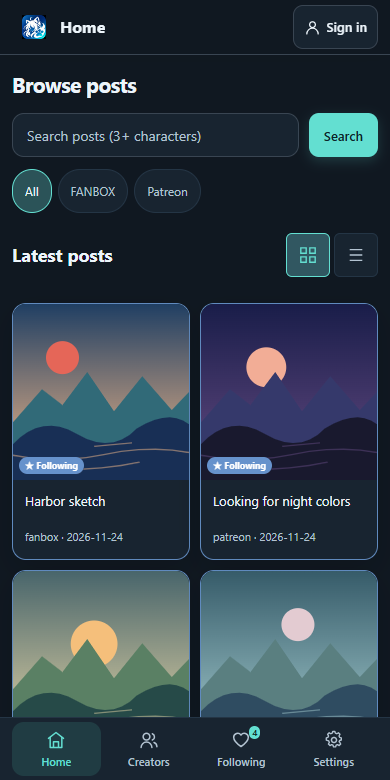 Home
Sign in
Browse posts
Search posts (3+ characters)
Search
All
FANBOX
Patreon
Latest posts
★ Following
★ Following
Harbor sketch
Looking for night colors
fanbox · 2026-11-24
patreon · 2026-11-24
4
Home
Creators
Following
Settings